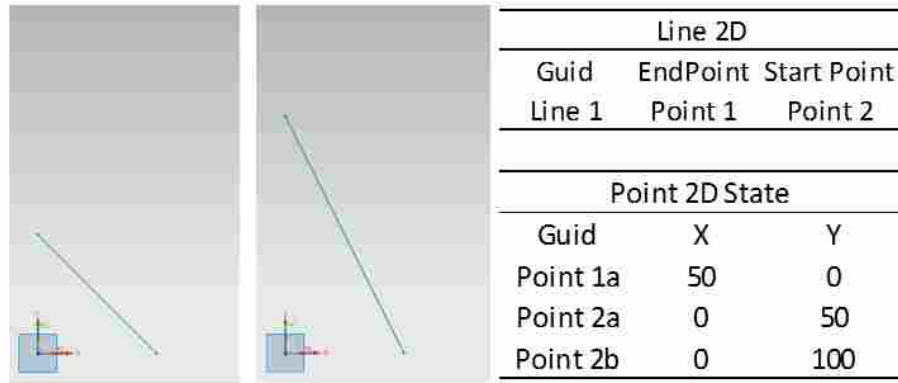 Line 2D
Guid EndPoint Start Point
Line 1 Point 1 Point 2
Point 2D State
Guid X Y
Point 1a 50 0
Point 2a 0 50
Point 2b 0 100